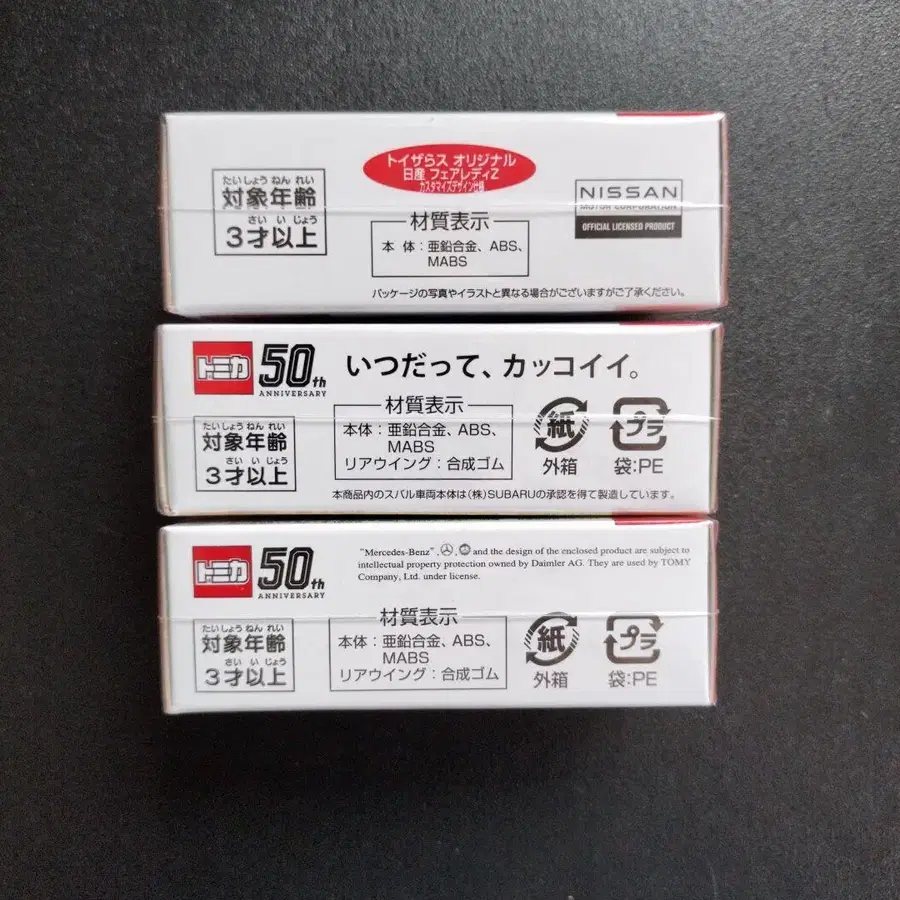 トイザらス オリジナル
日産 フェアレディZ
カスタマイズデザイン仕様
たいしょう ねん れい
対象年齢
さい い じょう
3才以上
材質表示
本 体：亜鉛合金、ABS、
MABS
NISSAN
MOTOR CORPORATION
OFFICIAL LICENSED PRODUCT
パッケージの写真やイラストと異なる場合がございますがご了承ください。
トミカ
50th
ANNIVERSARY
いつだって、カッコイイ。
たいしょう ねん れい
対象年齢
さい い じょう
3才以上
材質表示
本体：亜鉛合金、ABS、
MABS
リアウイング：合成ゴム
紙
外箱
プラ
袋:PE
本商品内のスバル車両本体は(株)SUBARUの承認を得て製造しています。
トミカ
50th
ANNIVERSARY
"Mercedes-Benz", , and the design of the enclosed product are subject to
intellectual property protection owned by Daimler AG. They are used by TOMY
Company, Ltd. under license.
たいしょう ねん れい
対象年齢
さい い じょう
3才以上
材質表示
本体：亜鉛合金、ABS、
MABS
リアウイング：合成ゴム
紙
外箱
プラ
袋:PE